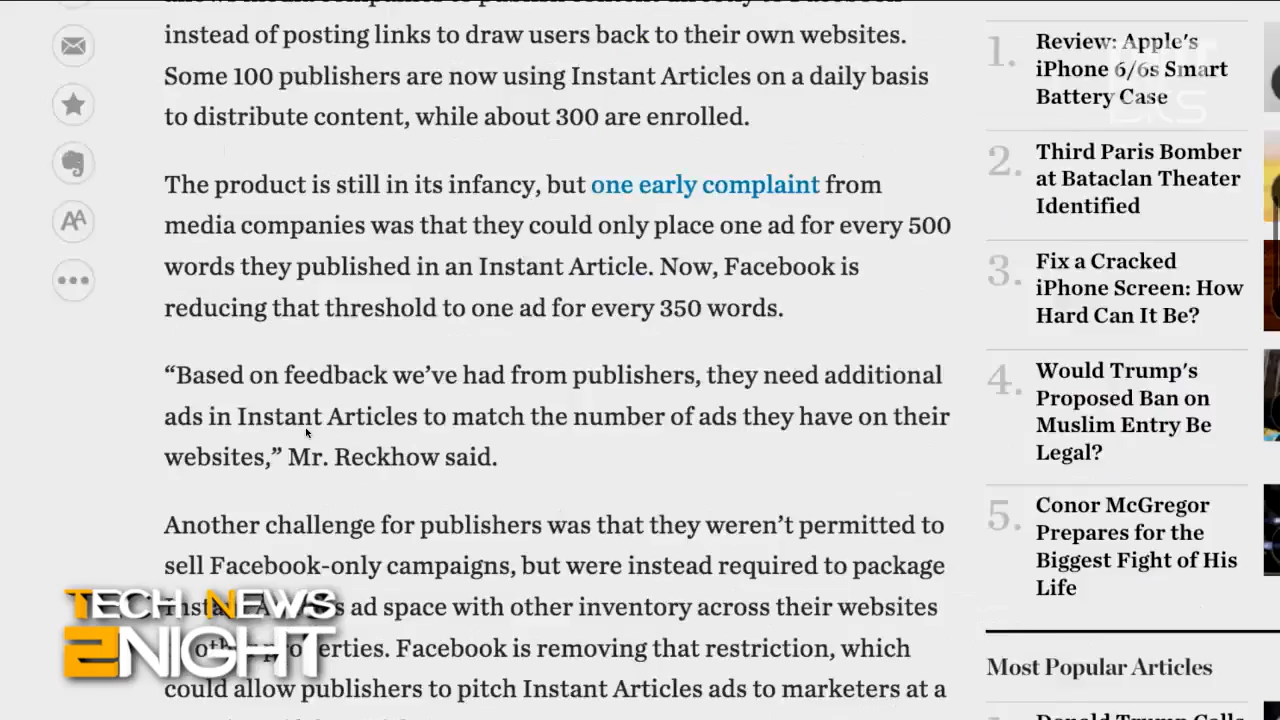 instead of posting links to draw users back to their own websites.
Some 100 publishers are now using Instant Articles on a daily basis
to distribute content, while about 300 are enrolled.
The product is still in its infancy, but one early complaint from
media companies was that they could only place one ad for every 500
words they published in an Instant Article. Now, Facebook is
reducing that threshold to one ad for every 350 words.
“Based on feedback we’ve had from publishers, they need additional
ads in Instant Articles to match the number of ads they have on their
websites,” Mr. Reckhow said.
Another challenge for publishers was that they weren’t permitted to
sell Facebook-only campaigns, but were instead required to package
ad space with other inventory across their websites
properties. Facebook is removing that restriction, which
could allow publishers to pitch Instant Articles ads to marketers at a
AA
1. Review: Apple’s
iPhone 6/6s Smart
Battery Case
2. Third Paris Bomber
at Bataclan Theater
Identified
3. Fix a Cracked
iPhone Screen: How
Hard Can It Be?
4. Would Trump’s
Proposed Ban on
Muslim Entry Be
Legal?
5. Conor McGregor
Prepares for the
Biggest Fight of His
Life
Most Popular Articles
TECH NEWS
2NIGHT